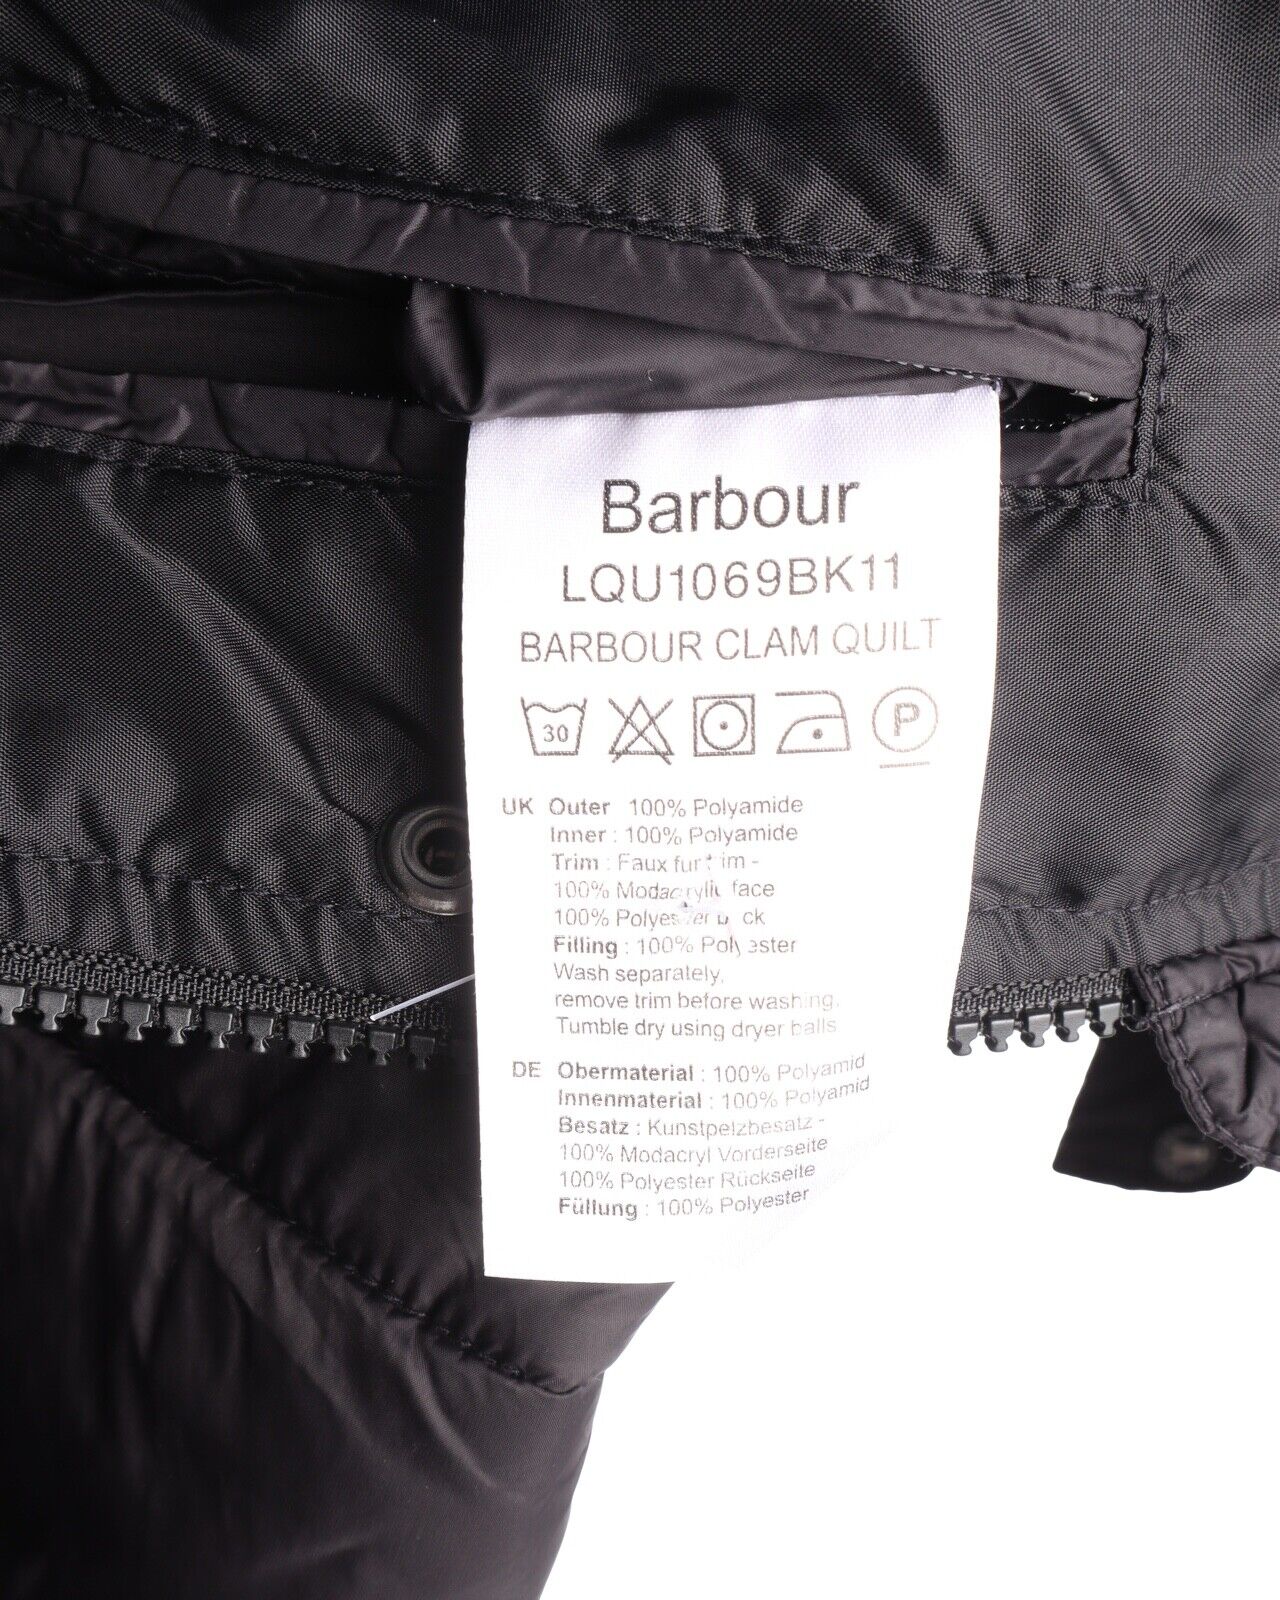 Barbour
LQU1069BK11
BARBOUR CLAM QUILT
30 P
UK Outer 100% Polyamide
Inner : 100% Polyamide
Trim : Faux fur trim -
100% Modacrylic face
100% Polyester back
Filling : 100% Polyester
Wash separately,
remove trim before washing.
Tumble dry using dryer balls
DE Obermaterial : 100% Polyamid
Innenmaterial : 100% Polyamid
Besatz : Kunstpelzbesatz -
100% Modacryl Vorderseite
100% Polyester Rückseite
Füllung : 100% Polyester